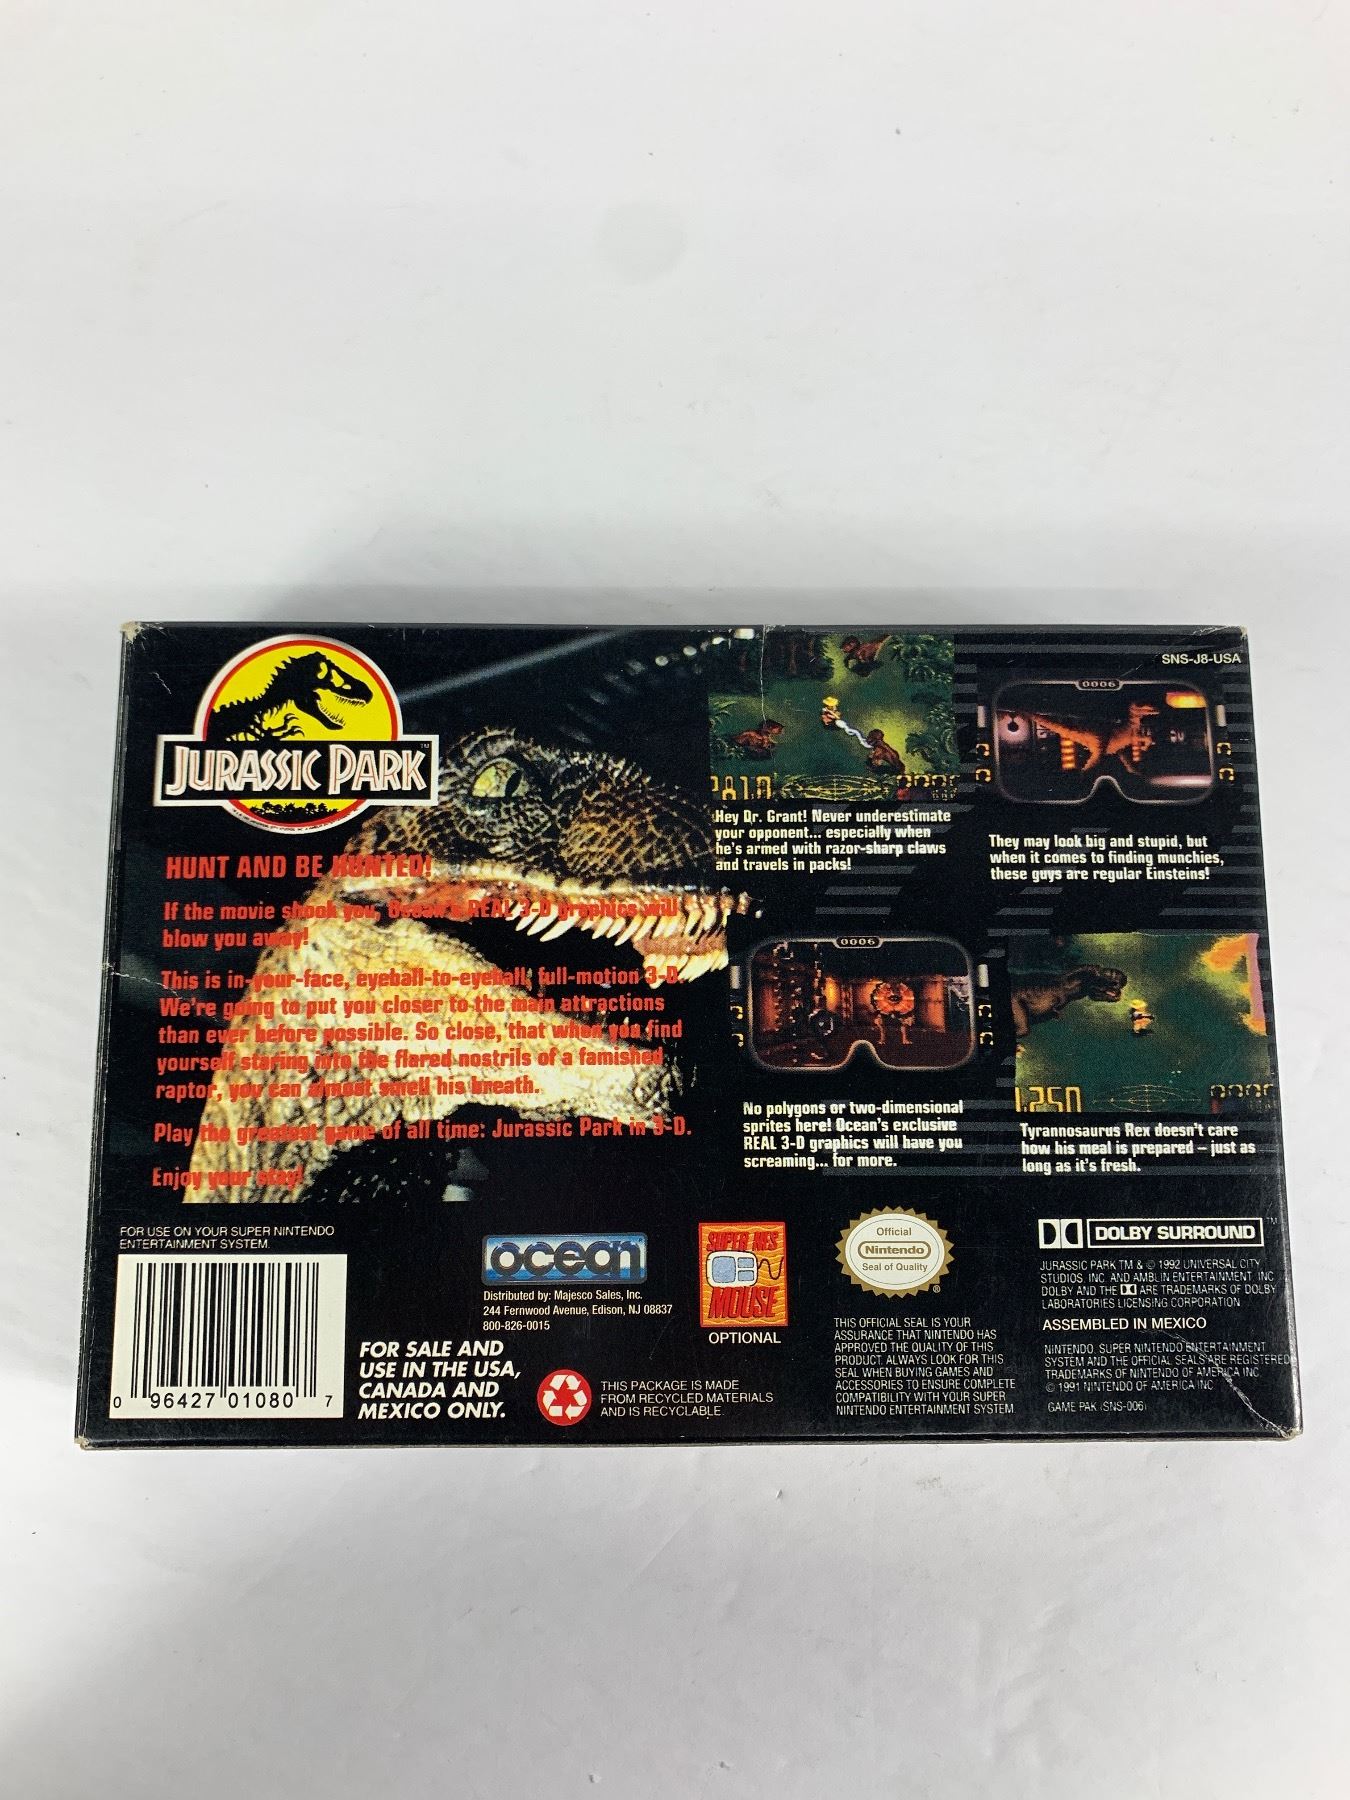 JURASSIC PARK
TM
HUNT AND BE HUNTED!
If the movie shook you, Ocean's REAL 3-D graphics will
blow you away!
This is in-your-face, eyeball-to-eyeball, full-motion 3-D.
We're going to put you closer to the main attractions
than ever before possible. So close, that when you find
yourself staring into the flared nostrils of a famished
raptor, you can almost smell his breath.
Play the greatest game of all time: Jurassic Park in 3-D.
Enjoy your stay!
SNS-J8-USA
Hey Dr. Grant! Never underestimate
your opponent... especially when
he's armed with razor-sharp claws
and travels in packs!
0006
They may look big and stupid, but
when it comes to finding munchies,
these guys are regular Einsteins!
0006
No polygons or two-dimensional
sprites here! Ocean's exclusive
REAL 3-D graphics will have you
screaming... for more.
1250
Tyrannosaurus Rex doesn't care
how his meal is prepared – just as
long as it's fresh.
FOR USE ON YOUR SUPER NINTENDO
ENTERTAINMENT SYSTEM.
0 96427 01080 7
FOR SALE AND
USE IN THE USA,
CANADA AND
MEXICO ONLY.
ocean
Distributed by: Majesco Sales, Inc.
244 Fernwood Avenue, Edison, NJ 08837
800-826-0015
THIS PACKAGE IS MADE
FROM RECYCLED MATERIALS
AND IS RECYCLABLE.
SUPER NES
MOUSE
OPTIONAL
Official
Nintendo
Seal of Quality
®
THIS OFFICIAL SEAL IS YOUR
ASSURANCE THAT NINTENDO HAS
APPROVED THE QUALITY OF THIS
PRODUCT. ALWAYS LOOK FOR THIS
SEAL WHEN BUYING GAMES AND
ACCESSORIES TO ENSURE COMPLETE
COMPATIBILITY WITH YOUR SUPER
NINTENDO ENTERTAINMENT SYSTEM.
DOLBY SURROUND TM
JURASSIC PARK TM & © 1992 UNIVERSAL CITY
STUDIOS, INC. AND AMBLIN ENTERTAINMENT, INC.
DOLBY AND THE ARE TRADEMARKS OF DOLBY
LABORATORIES LICENSING CORPORATION.
ASSEMBLED IN MEXICO
NINTENDO, SUPER NINTENDO ENTERTAINMENT
SYSTEM AND THE OFFICIAL SEALS ARE REGISTERED
TRADEMARKS OF NINTENDO OF AMERICA INC.
© 1991 NINTENDO OF AMERICA INC.
GAME PAK (SNS-006)